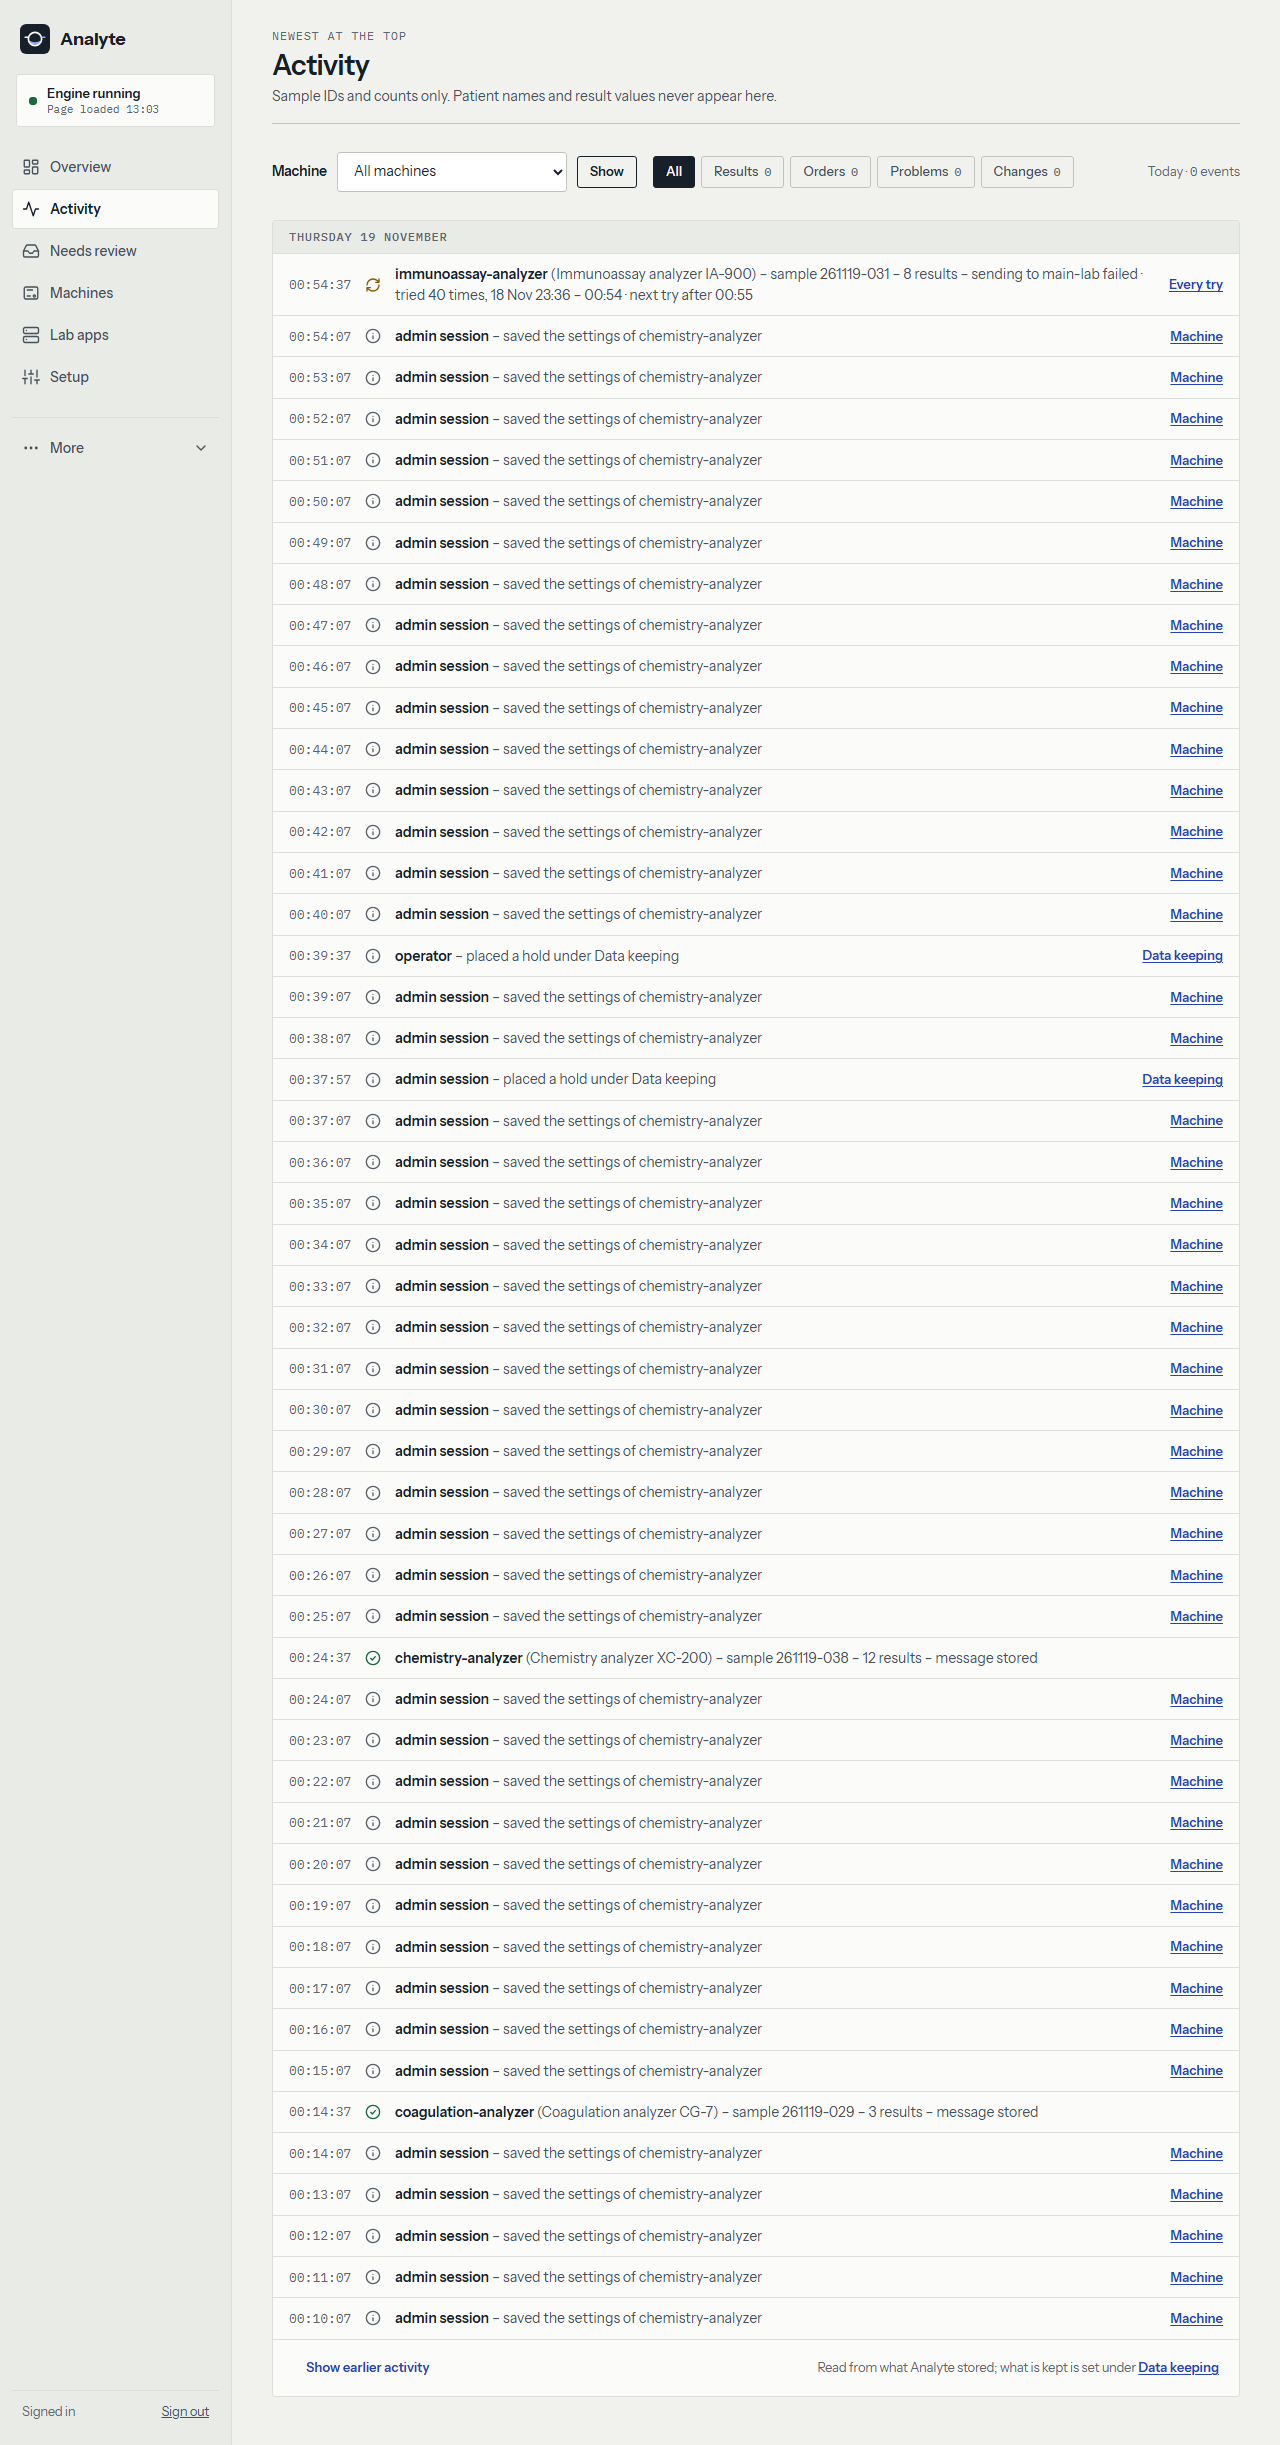 Analyte
Engine running
Page loaded 13:03
Overview
Activity
Needs review
Machines
Lab apps
Setup
More
Signed in
Sign out
NEWEST AT THE TOP
Activity
Sample IDs and counts only. Patient names and result values never appear here.
Machine All machines Show All Results 0 Orders 0 Problems 0 Changes 0 Today · 0 events
THURSDAY 19 NOVEMBER
00:54:37 immunoassay-analyzer (Immunoassay analyzer IA-900) – sample 261119-031 – 8 results – sending to main-lab failed · Every try
tried 40 times, 18 Nov 23:36 – 00:54 · next try after 00:55
00:54:07 admin session – saved the settings of chemistry-analyzer Machine
00:53:07 admin session – saved the settings of chemistry-analyzer Machine
00:52:07 admin session – saved the settings of chemistry-analyzer Machine
00:51:07 admin session – saved the settings of chemistry-analyzer Machine
00:50:07 admin session – saved the settings of chemistry-analyzer Machine
00:49:07 admin session – saved the settings of chemistry-analyzer Machine
00:48:07 admin session – saved the settings of chemistry-analyzer Machine
00:47:07 admin session – saved the settings of chemistry-analyzer Machine
00:46:07 admin session – saved the settings of chemistry-analyzer Machine
00:45:07 admin session – saved the settings of chemistry-analyzer Machine
00:44:07 admin session – saved the settings of chemistry-analyzer Machine
00:43:07 admin session – saved the settings of chemistry-analyzer Machine
00:42:07 admin session – saved the settings of chemistry-analyzer Machine
00:41:07 admin session – saved the settings of chemistry-analyzer Machine
00:40:07 admin session – saved the settings of chemistry-analyzer Machine
00:39:37 operator – placed a hold under Data keeping Data keeping
00:39:07 admin session – saved the settings of chemistry-analyzer Machine
00:38:07 admin session – saved the settings of chemistry-analyzer Machine
00:37:57 admin session – placed a hold under Data keeping Data keeping
00:37:07 admin session – saved the settings of chemistry-analyzer Machine
00:36:07 admin session – saved the settings of chemistry-analyzer Machine
00:35:07 admin session – saved the settings of chemistry-analyzer Machine
00:34:07 admin session – saved the settings of chemistry-analyzer Machine
00:33:07 admin session – saved the settings of chemistry-analyzer Machine
00:32:07 admin session – saved the settings of chemistry-analyzer Machine
00:31:07 admin session – saved the settings of chemistry-analyzer Machine
00:30:07 admin session – saved the settings of chemistry-analyzer Machine
00:29:07 admin session – saved the settings of chemistry-analyzer Machine
00:28:07 admin session – saved the settings of chemistry-analyzer Machine
00:27:07 admin session – saved the settings of chemistry-analyzer Machine
00:26:07 admin session – saved the settings of chemistry-analyzer Machine
00:25:07 admin session – saved the settings of chemistry-analyzer Machine
00:24:37 chemistry-analyzer (Chemistry analyzer XC-200) – sample 261119-038 – 12 results – message stored
00:24:07 admin session – saved the settings of chemistry-analyzer Machine
00:23:07 admin session – saved the settings of chemistry-analyzer Machine
00:22:07 admin session – saved the settings of chemistry-analyzer Machine
00:21:07 admin session – saved the settings of chemistry-analyzer Machine
00:20:07 admin session – saved the settings of chemistry-analyzer Machine
00:19:07 admin session – saved the settings of chemistry-analyzer Machine
00:18:07 admin session – saved the settings of chemistry-analyzer Machine
00:17:07 admin session – saved the settings of chemistry-analyzer Machine
00:16:07 admin session – saved the settings of chemistry-analyzer Machine
00:15:07 admin session – saved the settings of chemistry-analyzer Machine
00:14:37 coagulation-analyzer (Coagulation analyzer CG-7) – sample 261119-029 – 3 results – message stored
00:14:07 admin session – saved the settings of chemistry-analyzer Machine
00:13:07 admin session – saved the settings of chemistry-analyzer Machine
00:12:07 admin session – saved the settings of chemistry-analyzer Machine
00:11:07 admin session – saved the settings of chemistry-analyzer Machine
00:10:07 admin session – saved the settings of chemistry-analyzer Machine
Show earlier activity Read from what Analyte stored; what is kept is set under Data keeping